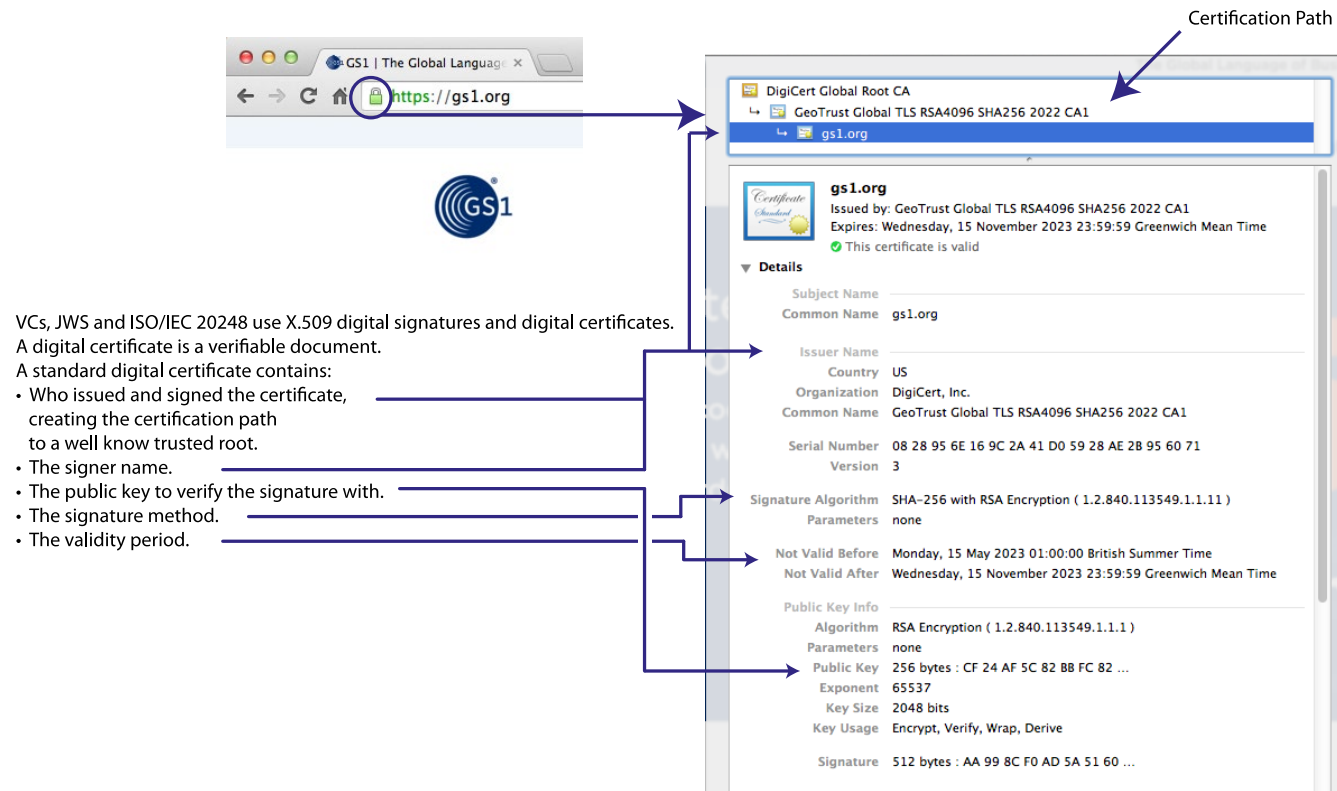 Certification Path
GS1 | The Global Language
https://gs1.org
GS1
DigiCert Global Root CA
GeoTrust Global TLS RSA4096 SHA256 2022 CA1
gs1.org
gs1.org
Issued by: GeoTrust Global TLS RSA4096 SHA256 2022 CA1
Expires: Wednesday, 15 November 2023 23:59:59 Greenwich Mean Time
This certificate is valid
Certificate
Standard
Details
Subject Name
Common Name gs1.org
Issuer Name
Country US
Organization DigiCert, Inc.
Common Name GeoTrust Global TLS RSA4096 SHA256 2022 CA1
Serial Number 08 28 95 6E 16 9C 2A 41 D0 59 28 AE 2B 95 60 71
Version 3
Signature Algorithm SHA-256 with RSA Encryption ( 1.2.840.113549.1.1.11 )
Parameters none
Not Valid Before Monday, 15 May 2023 01:00:00 British Summer Time
Not Valid After Wednesday, 15 November 2023 23:59:59 Greenwich Mean Time
Public Key Info
Algorithm RSA Encryption ( 1.2.840.113549.1.1.1 )
Parameters none
Public Key 256 bytes : CF 24 AF 5C 82 BB FC 82 ...
Exponent 65537
Key Size 2048 bits
Key Usage Encrypt, Verify, Wrap, Derive
Signature 512 bytes : AA 99 8C F0 AD 5A 51 60 ...
VCs, JWS and ISO/IEC 20248 use X.509 digital signatures and digital certificates.
A digital certificate is a verifiable document.
A standard digital certificate contains:
• Who issued and signed the certificate,
creating the certification path
to a well know trusted root.
• The signer name.
• The public key to verify the signature with.
• The signature method.
• The validity period.